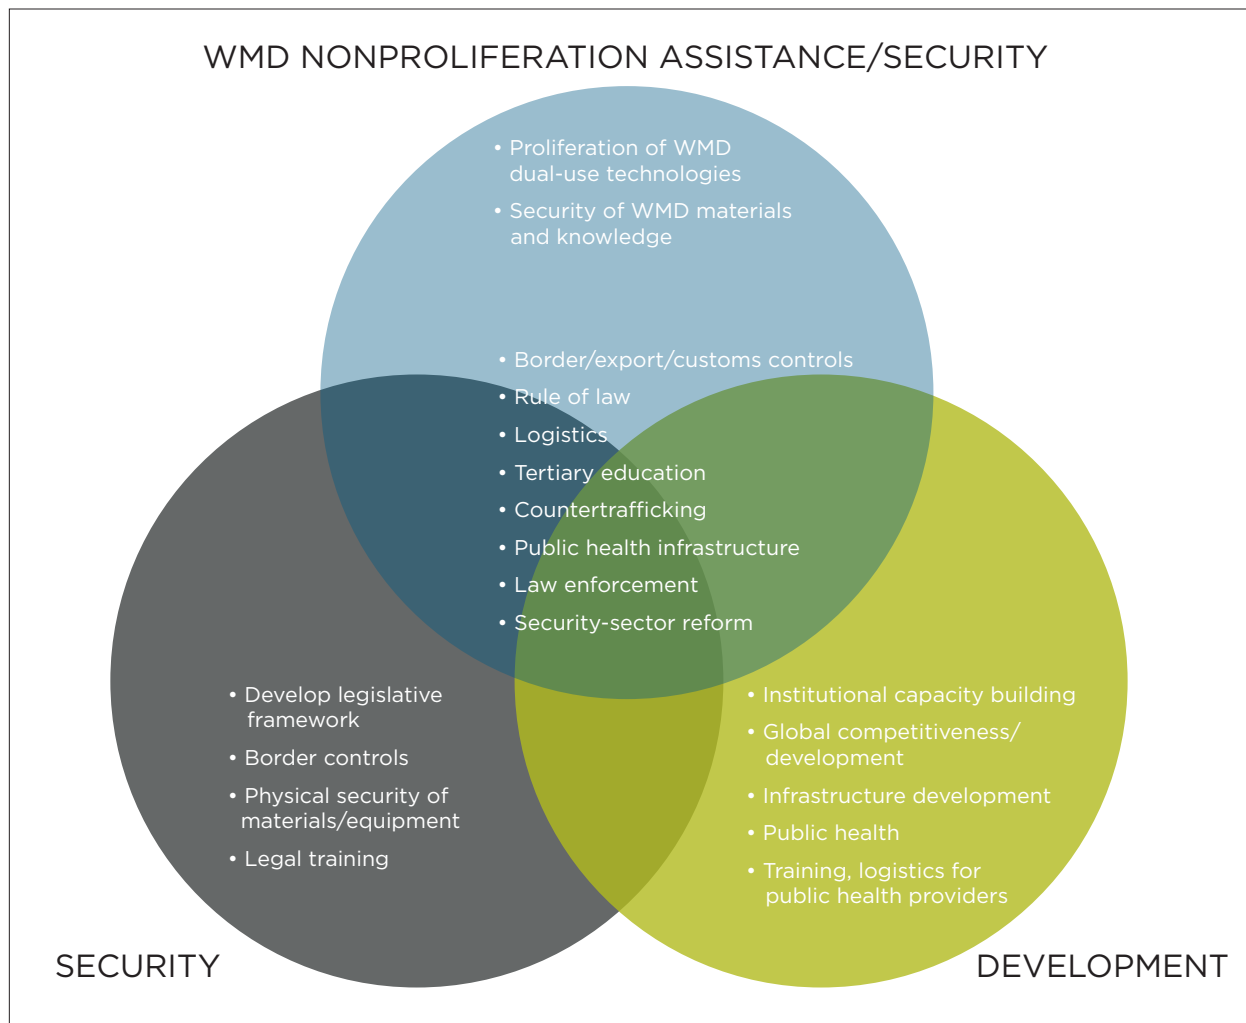 WMD NONPROLIFERATION ASSISTANCE/SECURITY
• Proliferation of WMD
dual-use technologies
• Security of WMD materials
and knowledge
• Border/export/customs controls
• Rule of law
• Logistics
• Tertiary education
• Countertrafficking
• Public health infrastructure
• Law enforcement
• Security-sector reform
• Develop legislative
framework
• Border controls
• Physical security of
materials/equipment
• Legal training
• Institutional capacity building
• Global competitiveness/
development
• Infrastructure development
• Public health
• Training, logistics for
public health providers
SECURITY
DEVELOPMENT